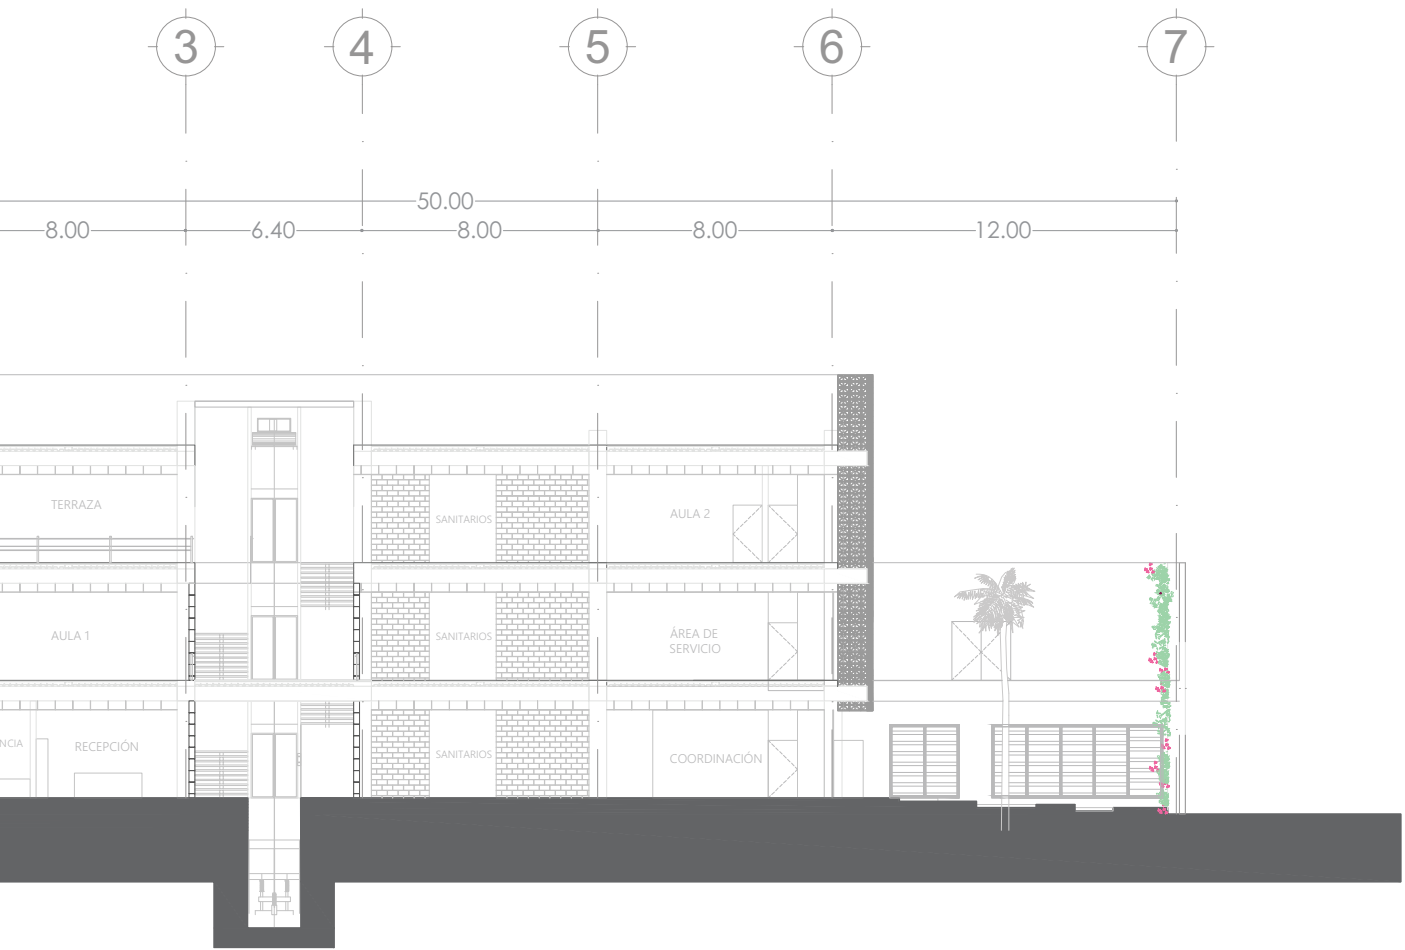 3 4 5 6 7
50.00
8.00 6.40 8.00 8.00 12.00
TERRAZA SANITARIOS AULA 2
AULA 1 SANITARIOS ÁREA DE
SERVICIO
NCIA RECEPCIÓN SANITARIOS COORDINACIÓN